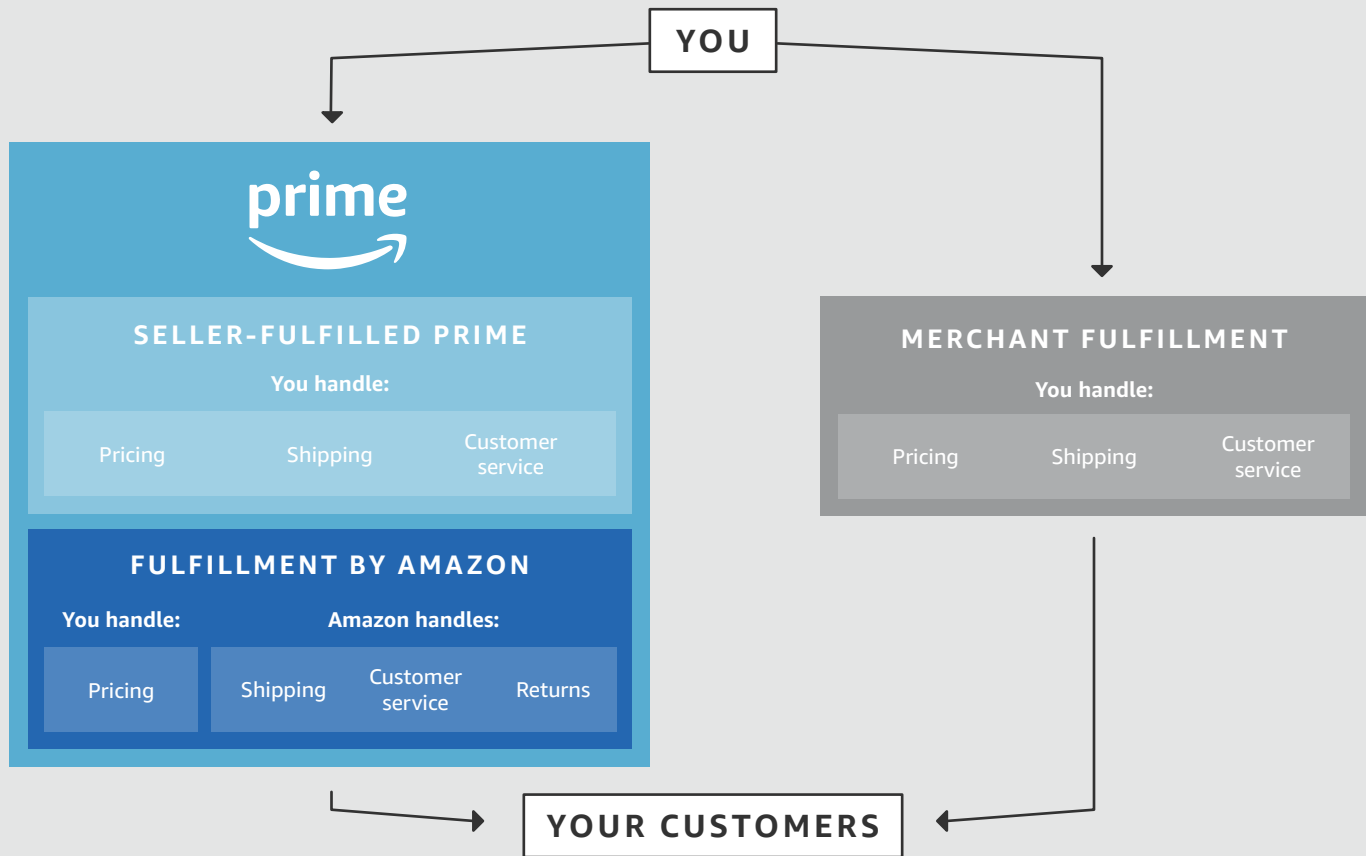 YOU
prime
SELLER-FULFILLED PRIME
You handle:
Pricing
Shipping
Customer
service
FULFILLMENT BY AMAZON
You handle:
Amazon handles:
Pricing
Shipping
Customer
service
Returns
MERCHANT FULFILLMENT
You handle:
Pricing
Shipping
Customer
service
YOUR CUSTOMERS